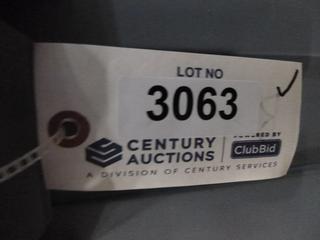 LOT NO
3063
CENTURY AUCTIONS
POWERED BY
ClubBid
A DIVISION OF CENTURY SERVICES